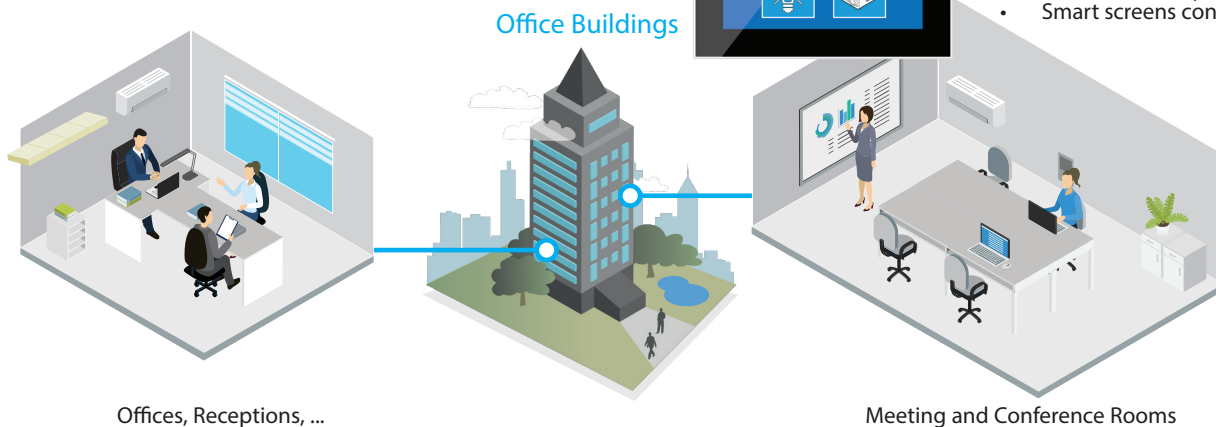 Office Buildings
• Smart screens con
Offices, Receptions, ...
Meeting and Conference Rooms